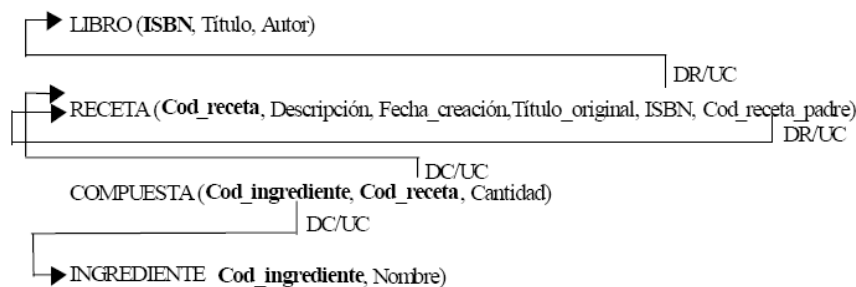 LIBRO (ISBN, Título, Autor)
DR/UC
RECETA (Cod_receta, Descripción, Fecha_creación,Título_original, ISBN, Cod_receta_padre)
DR/UC
DC/UC
COMPUESTA (Cod_ingrediente, Cod_receta, Cantidad)
DC/UC
INGREDIENTE Cod_ingrediente, Nombre)